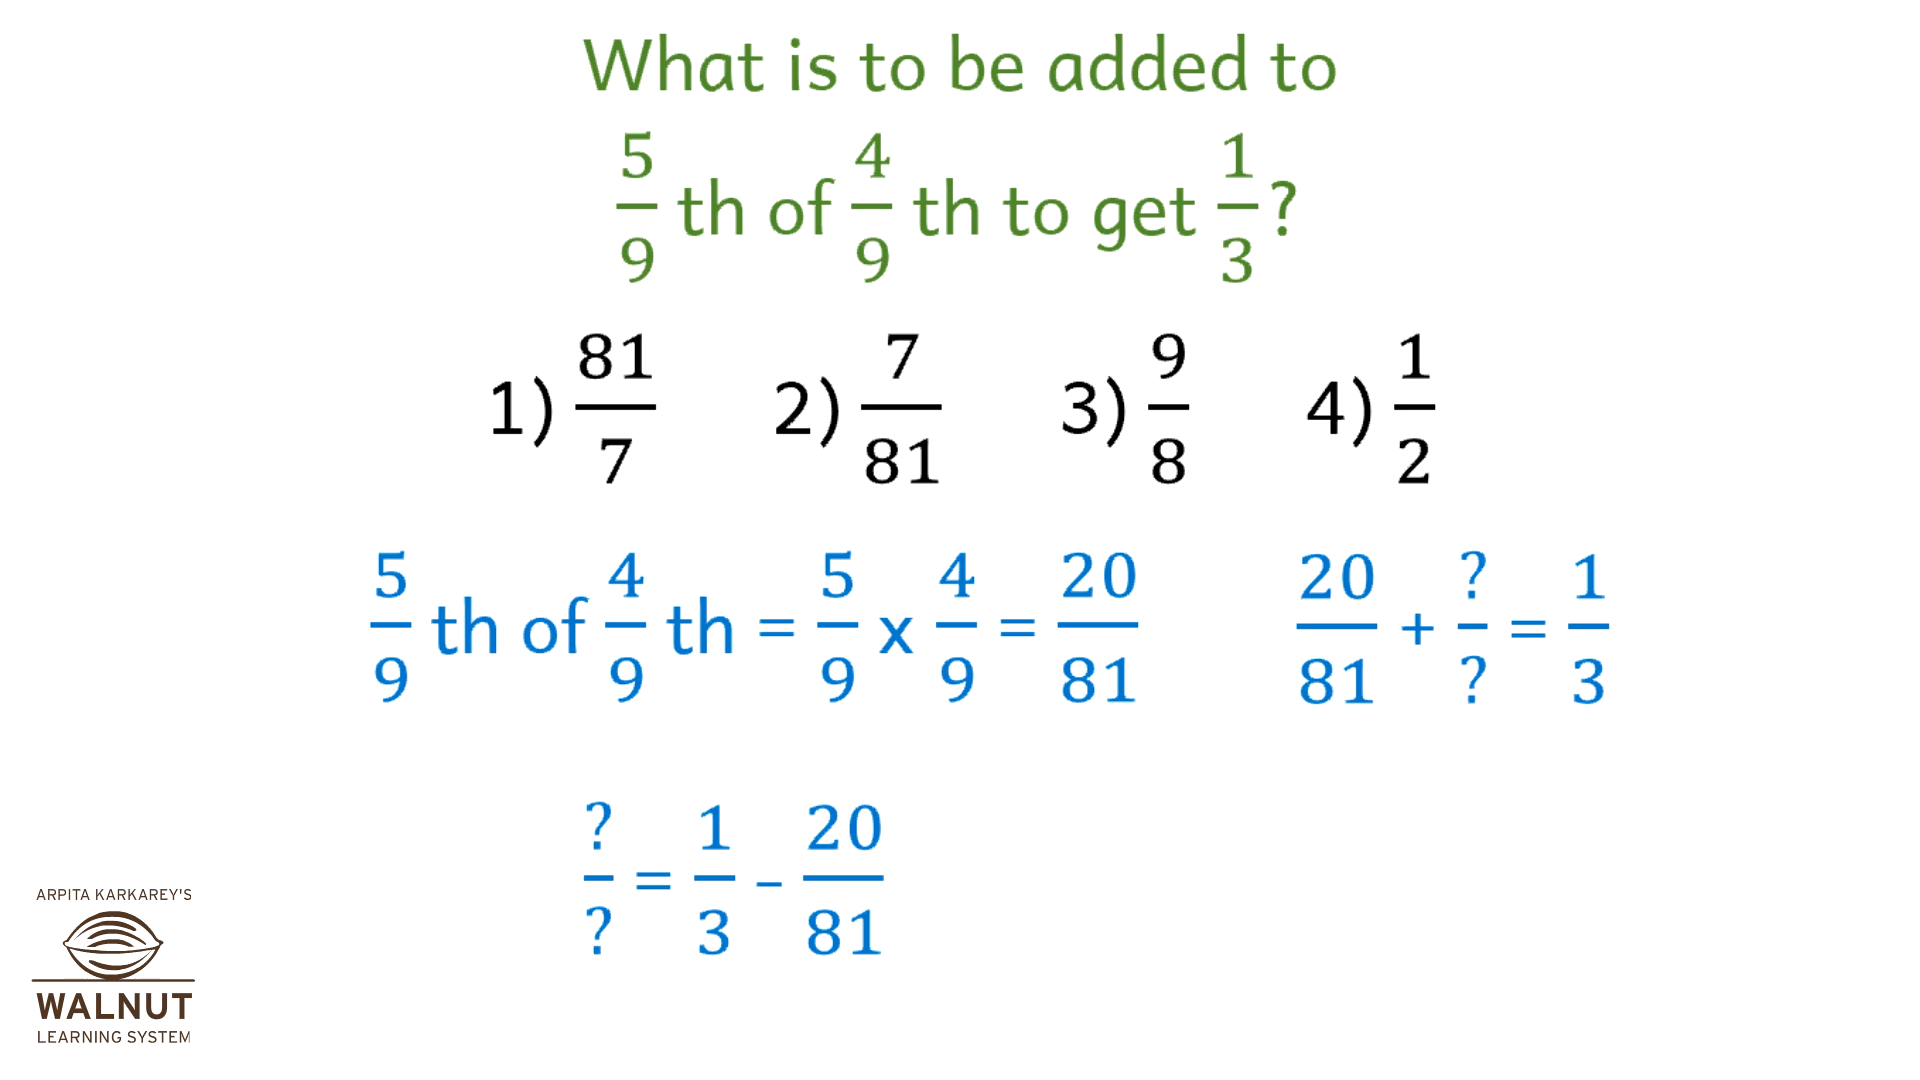 What is to be added to
5/9 th of 4/9 th to get 1/3?
1) 81/7 2) 7/81 3) 9/8 4) 1/2
5/9 th of 4/9 th = 5/9 x 4/9 = 20/81 20/81 + ?/? = 1/3
?/? = 1/3 - 20/81
ARPITA KARKAREY'S
WALNUT
LEARNING SYSTEM